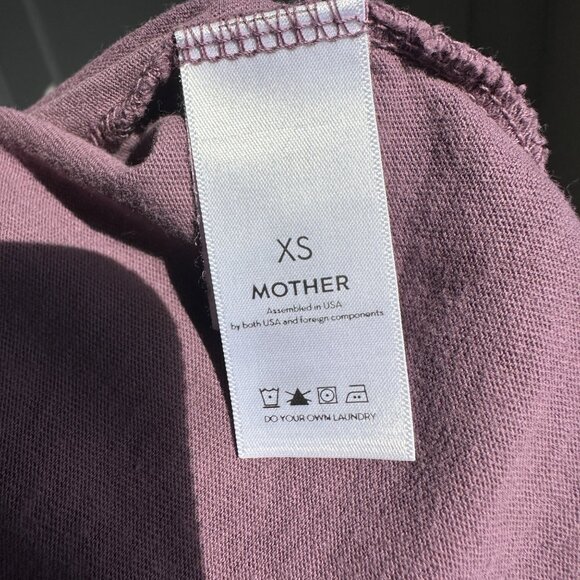 XS
MOTHER
Assembled in USA
by both USA and foreign components
DO YOUR OWN LAUNDRY